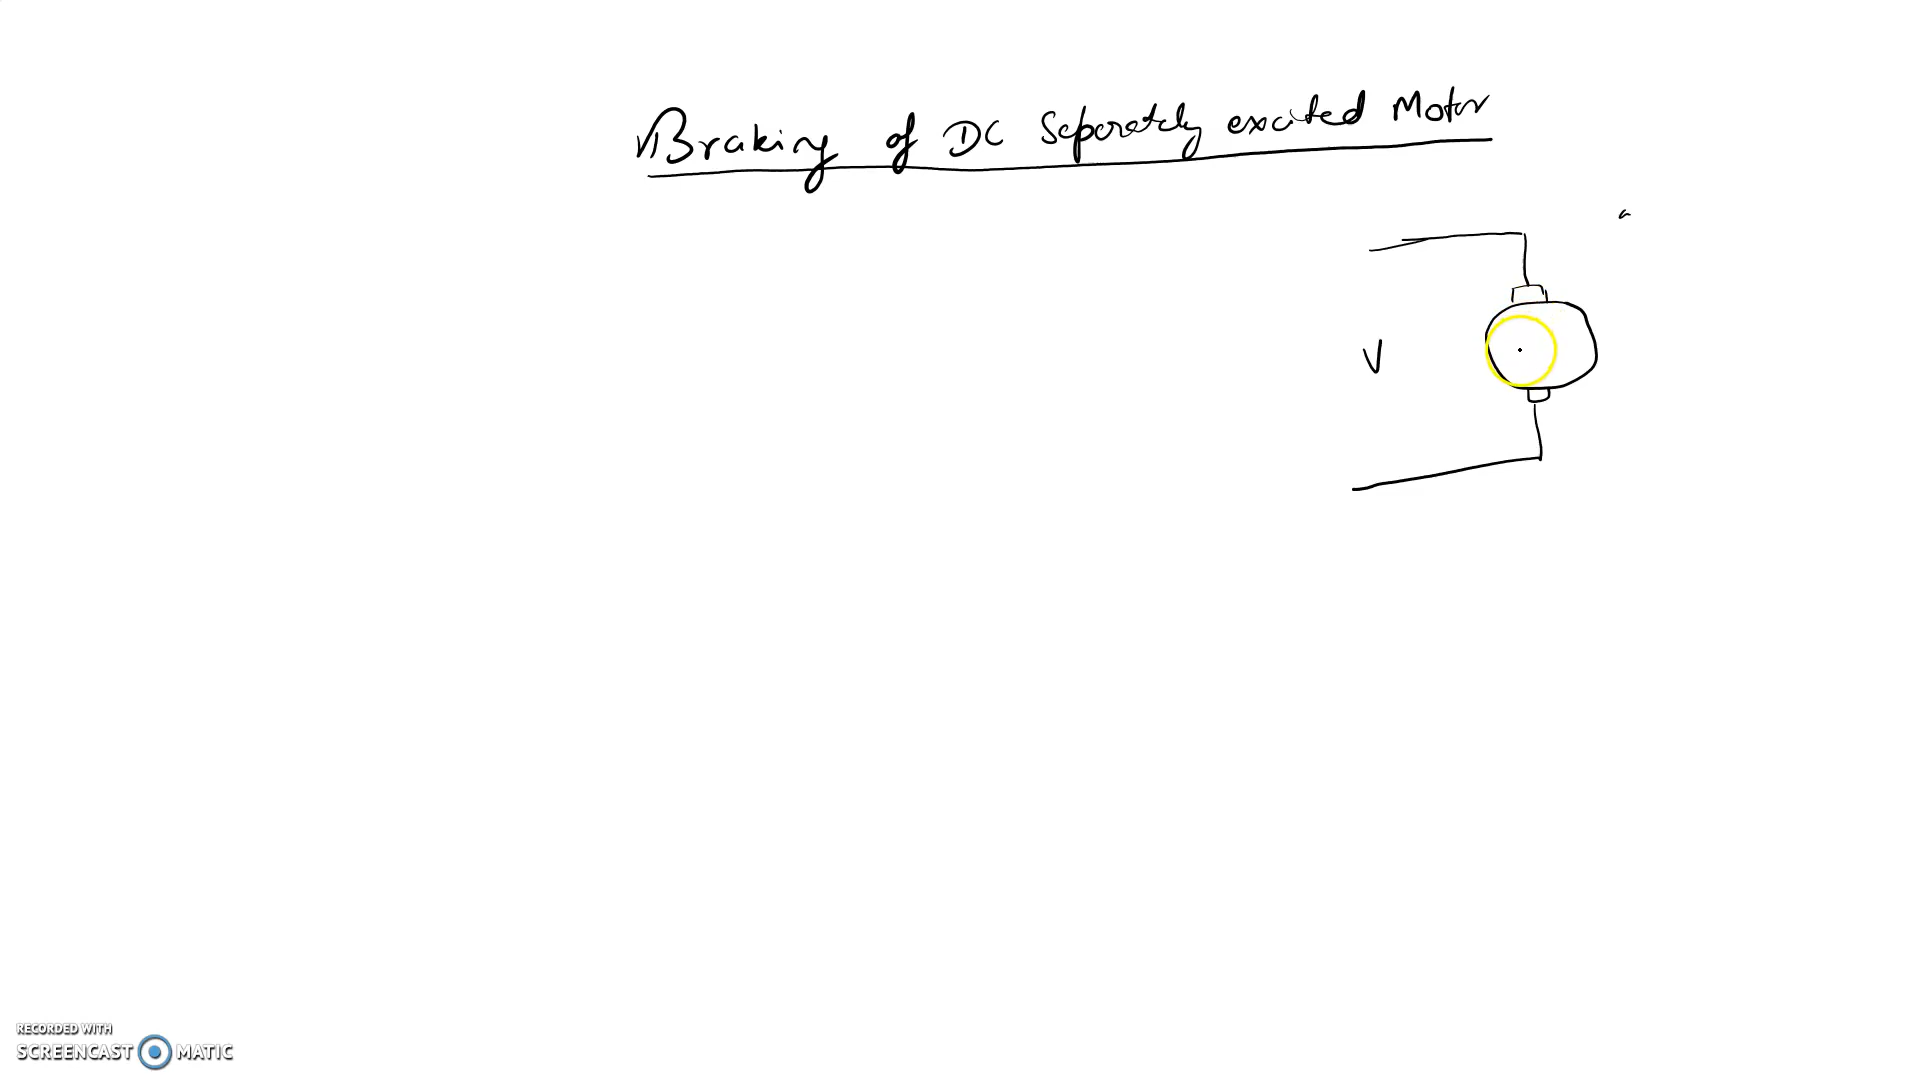 Braking of DC Seperately excited Motor
V
RECORDED WITH
SCREENCAST MATIC